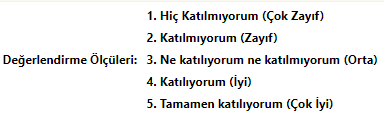 1. Hiç Katılmıyorum (Çok Zayıf)
2. Katılmıyorum (Zayıf)
Değerlendirme Ölçüleri: 3. Ne katılıyorum ne katılmıyorum (Orta)
4. Katılıyorum (İyi)
5. Tamamen katılıyorum (Çok İyi)